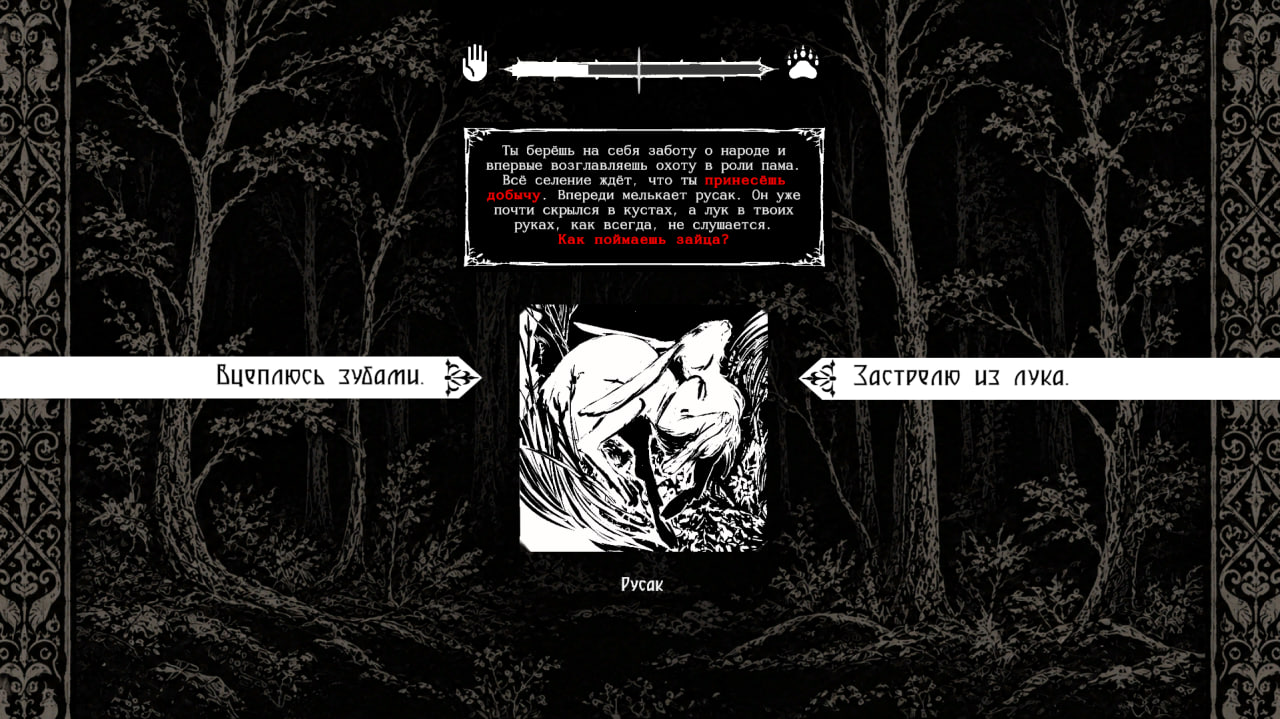 Ты берёшь на себя заботу о народе и
впервые возглавляешь охоту в роли пама.
Всё селение ждёт, что ты принесёшь
добычу. Впереди мелькает русак. Он уже
почти скрылся в кустах, а лук в твоих
руках, как всегда, не слушается.
Как поймаешь зайца?
Вцеплюсь зубами.
Застрелю из лука.
Русак